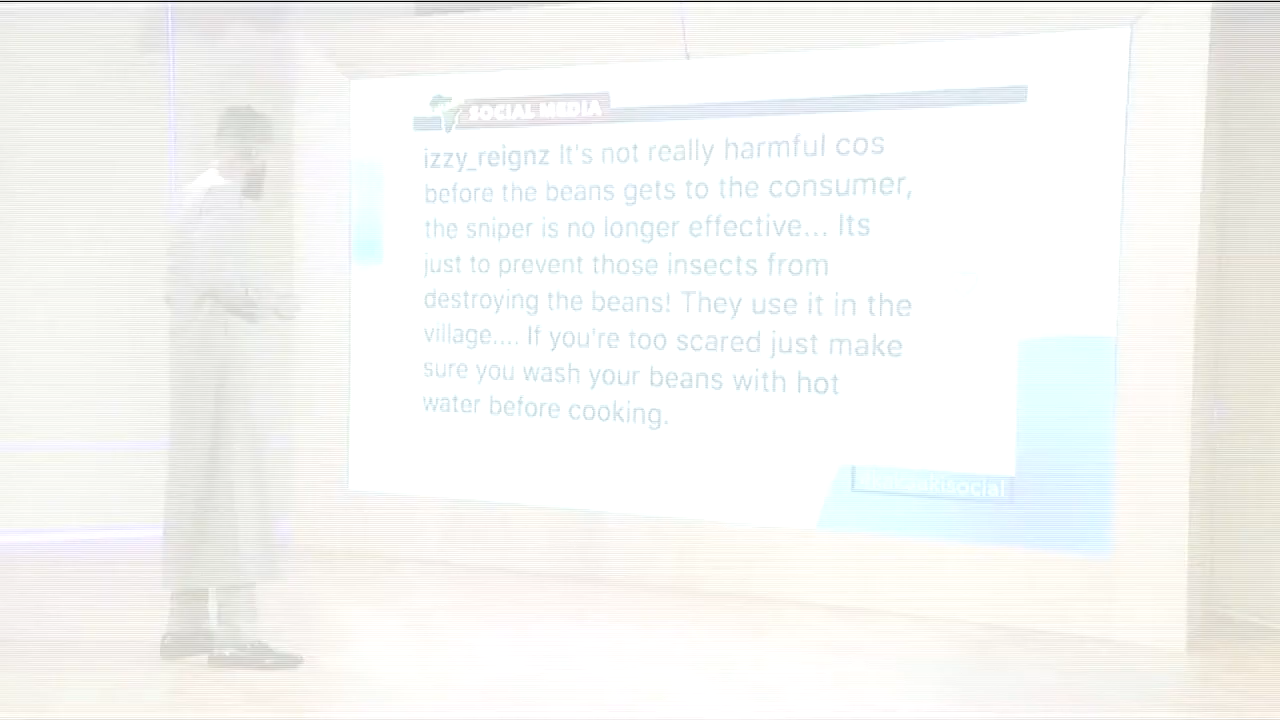 SOCIAL MEDIA
izzy_reignz It's not really harmful cos
before the beans gets to the consumer,
the sniper is no longer effective... Its
just to prevent those insects from
destroying the beans! They use it in the
village.... If you're too scared just make
sure you wash your beans with hot
water before cooking.